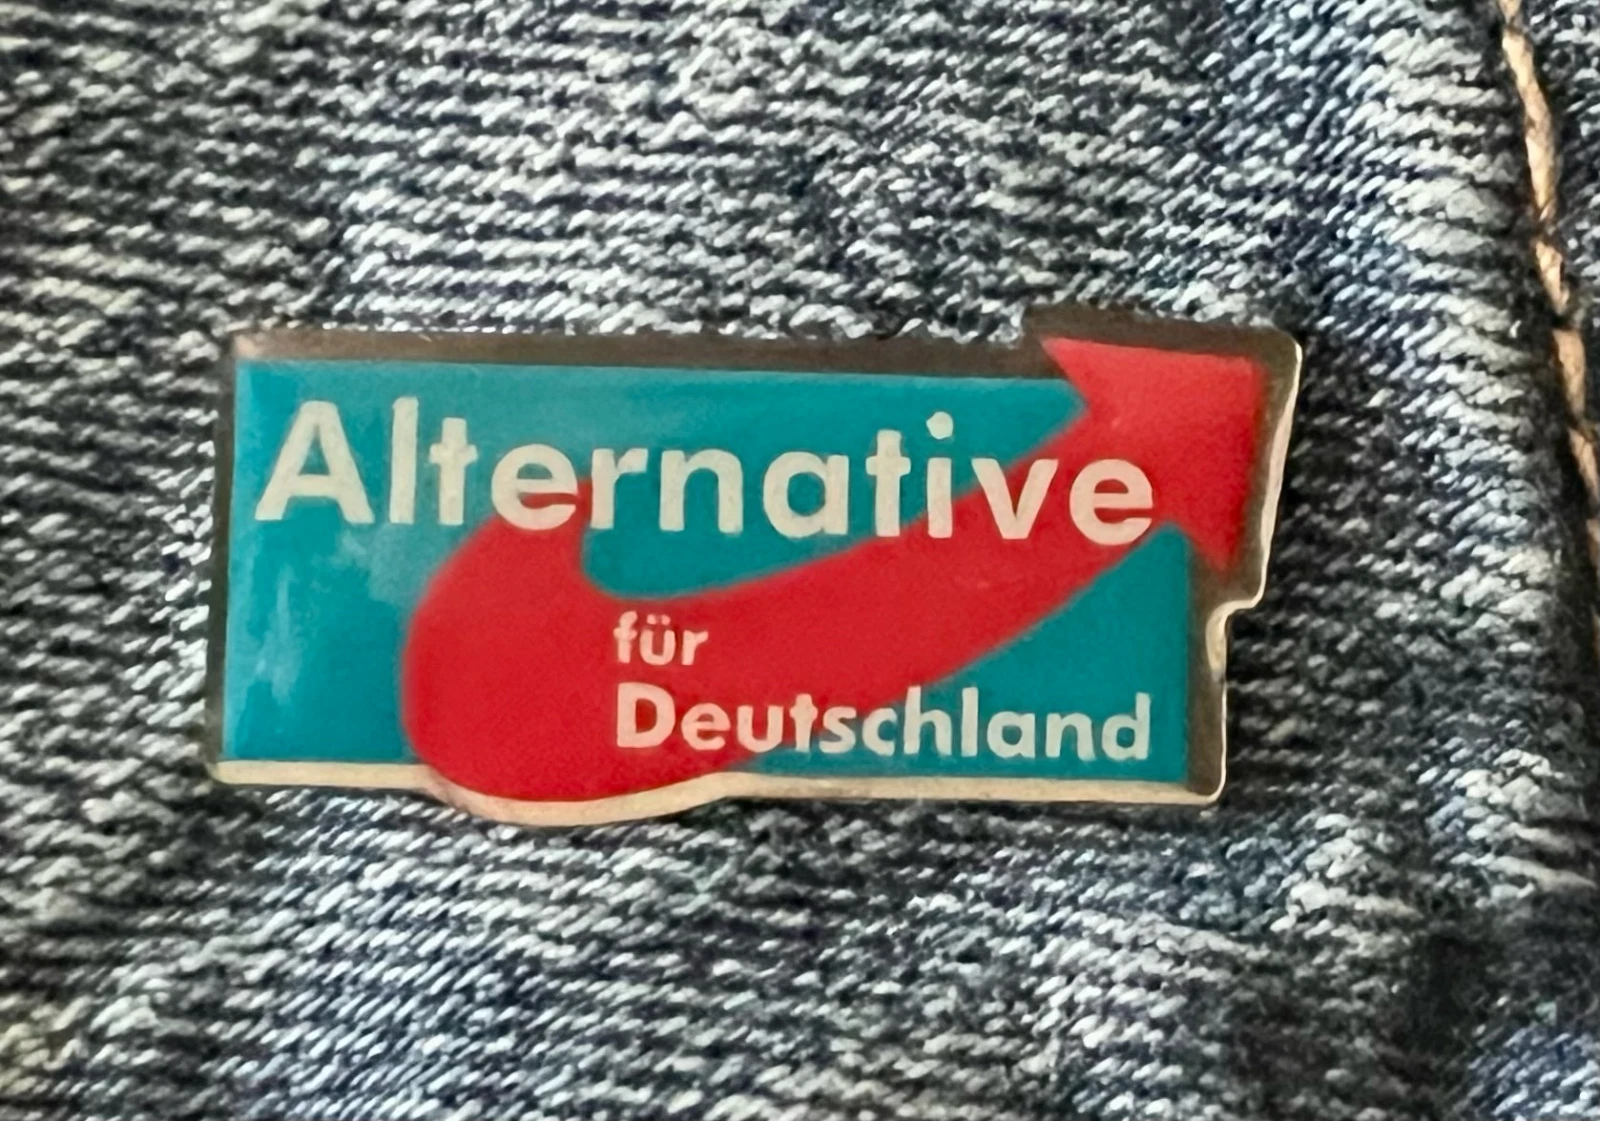 Alternative
für
Deutschland